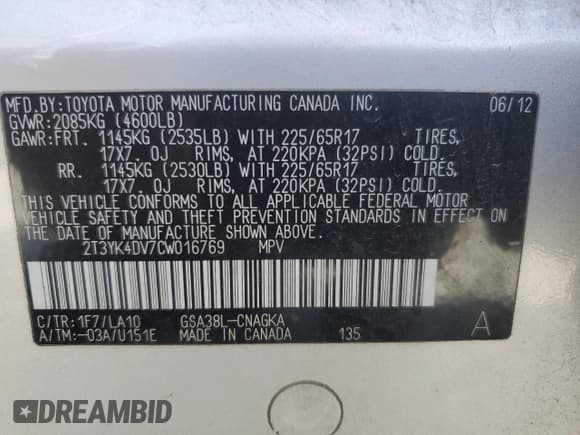 MFD.BY:TOYOTA MOTOR MANUFACTURING CANADA INC. 06/12
GVWR:2085KG (4600LB)
GAWR:FRT. 1145KG (2535LB) WITH 225/65R17 TIRES,
17X7. OJ RIMS, AT 220KPA (32PSI) COLD.
RR. 1145KG (2530LB) WITH 225/65R17 TIRES,
17X7. OJ RIMS, AT 220KPA (32PSI) COLD.
THIS VEHICLE CONFORMS TO ALL APPLICABLE FEDERAL MOTOR
VEHICLE SAFETY AND THEFT PREVENTION STANDARDS IN EFFECT ON
THE DATE OF MANUFACTURE SHOWN ABOVE.
2T3YK4DV7CW016769 MPV
C/TR:1F7/LA10 GSA38L-CNAGKA
A/TM:-03A/U151E MADE IN CANADA 135 A
DREAMBID